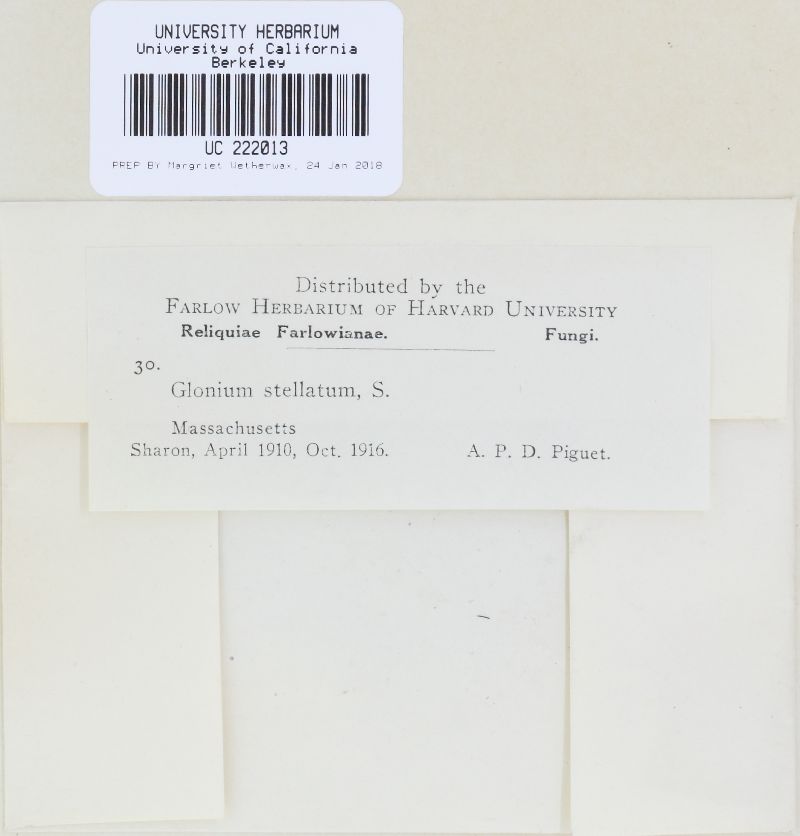 UNIVERSITY HERBARIUM
University of California
Berkeley
UC 222013
PREP BY Margriet Wetherwax, 24 Jan 2018
Distributed by the
FARLOW HERBARIUM OF HARVARD UNIVERSITY
Reliquiae Farlowianae. Fungi.
30.
Glonium stellatum, S.
Massachusetts
Sharon, April 1910, Oct. 1916. A. P. D. Piguet.